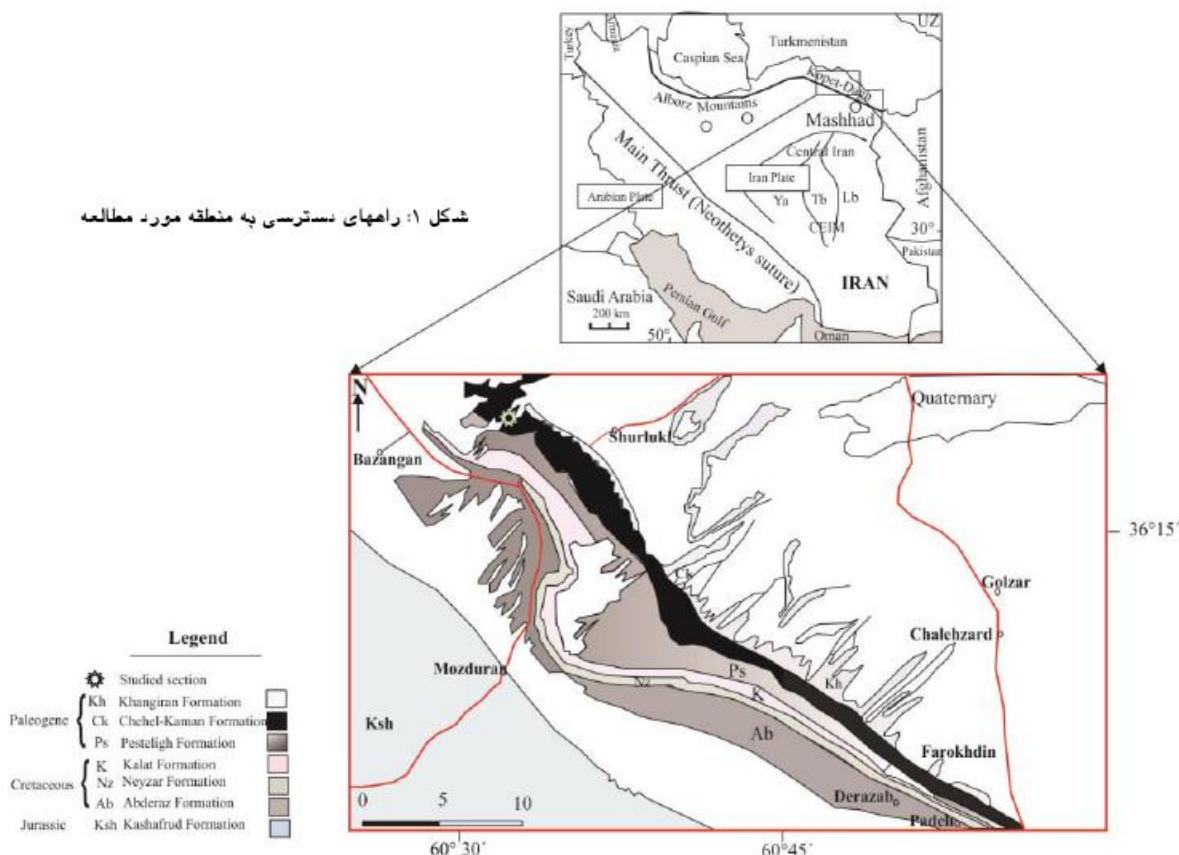 UZ
Armenia
Turkey
Caspian Sea
Turkmenistan
Koppet-Dagh
Alborz Mountains
Mashhad
Main Thrust (Neothetys suture)
Central Iran
Afghanistan
Iran Plate
Arabian Plate
Ya
Tb
Lb
CEIM
30°
Pakistan
IRAN
Persian Gulf
Saudi Arabia
200 km
50°
Oman
شکل ۱: راههای دسترسی به منطقه مورد مطالعه
N
Quaternary
Shurluki
Bazangan
36°15´
Ck
Golzar
Chalehzard
Mozduran
Ps
Kh
Nz
K
Ksh
Ab
Farokhdin
Derazab
Padeh
0 5 10
60°30´
60°45´
Legend
Studied section
Paleogene
Kh Khangiran Formation
Ck Chehel-Kaman Formation
Ps Pesteligh Formation
Cretaceous
K Kalat Formation
Nz Neyzar Formation
Ab Abderaz Formation
Jurassic Ksh Kashafrud Formation